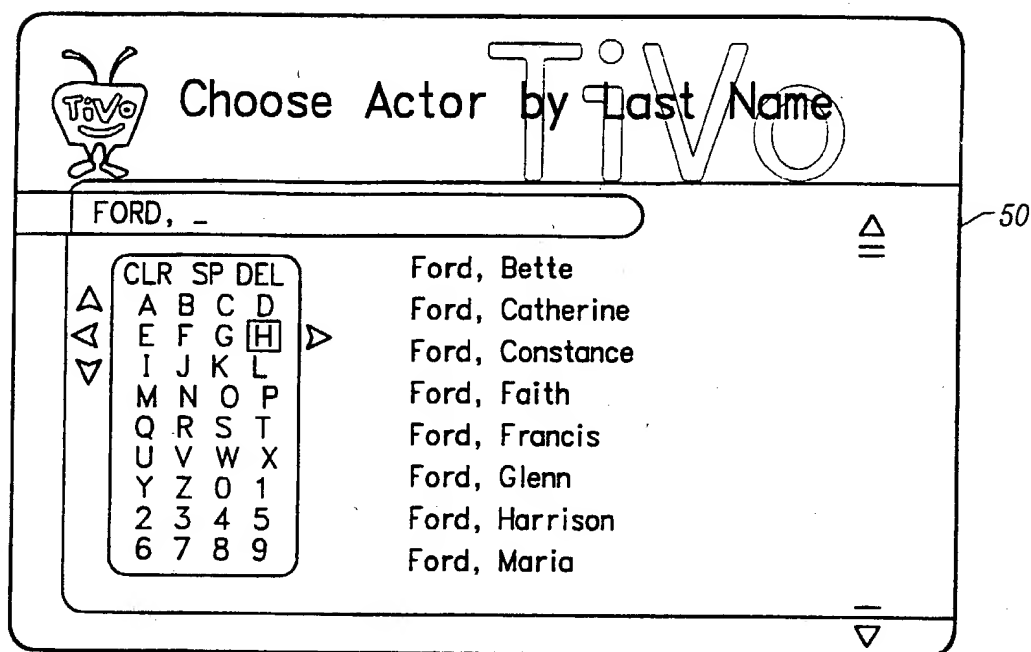 TiVo
TiVo
Choose Actor by Last Name
FORD, _
50
CLR SP DEL
A B C D
E F G H
I J K L
M N O P
Q R S T
U V W X
Y Z 0 1
2 3 4 5
6 7 8 9
Ford, Bette
Ford, Catherine
Ford, Constance
Ford, Faith
Ford, Francis
Ford, Glenn
Ford, Harrison
Ford, Maria